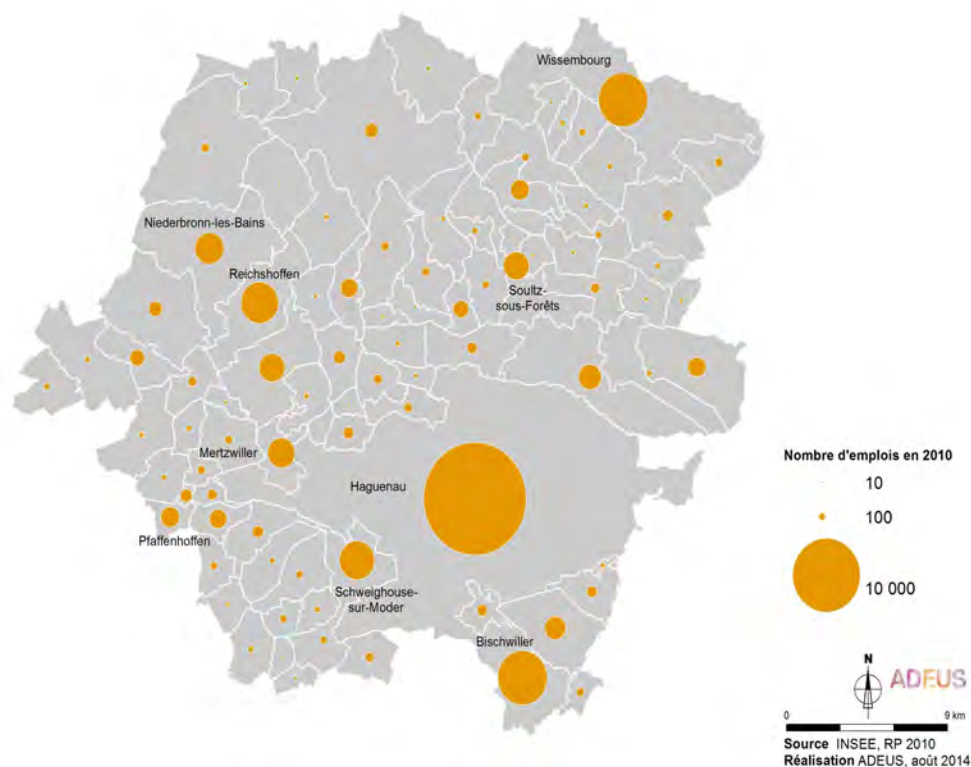 Wissembourg
Niederbronn-les-Bains
Reichshoffen
Soultz-
sous-Forêts
Mertzwiller
Haguenau
Pfaffenhoffen
Schweighouse-
sur-Moder
Bischwiller
Nombre d'emplois en 2010
10
100
10 000
N
ADEUS
0
9 km
Source INSEE, RP 2010
Réalisation ADEUS, août 2014